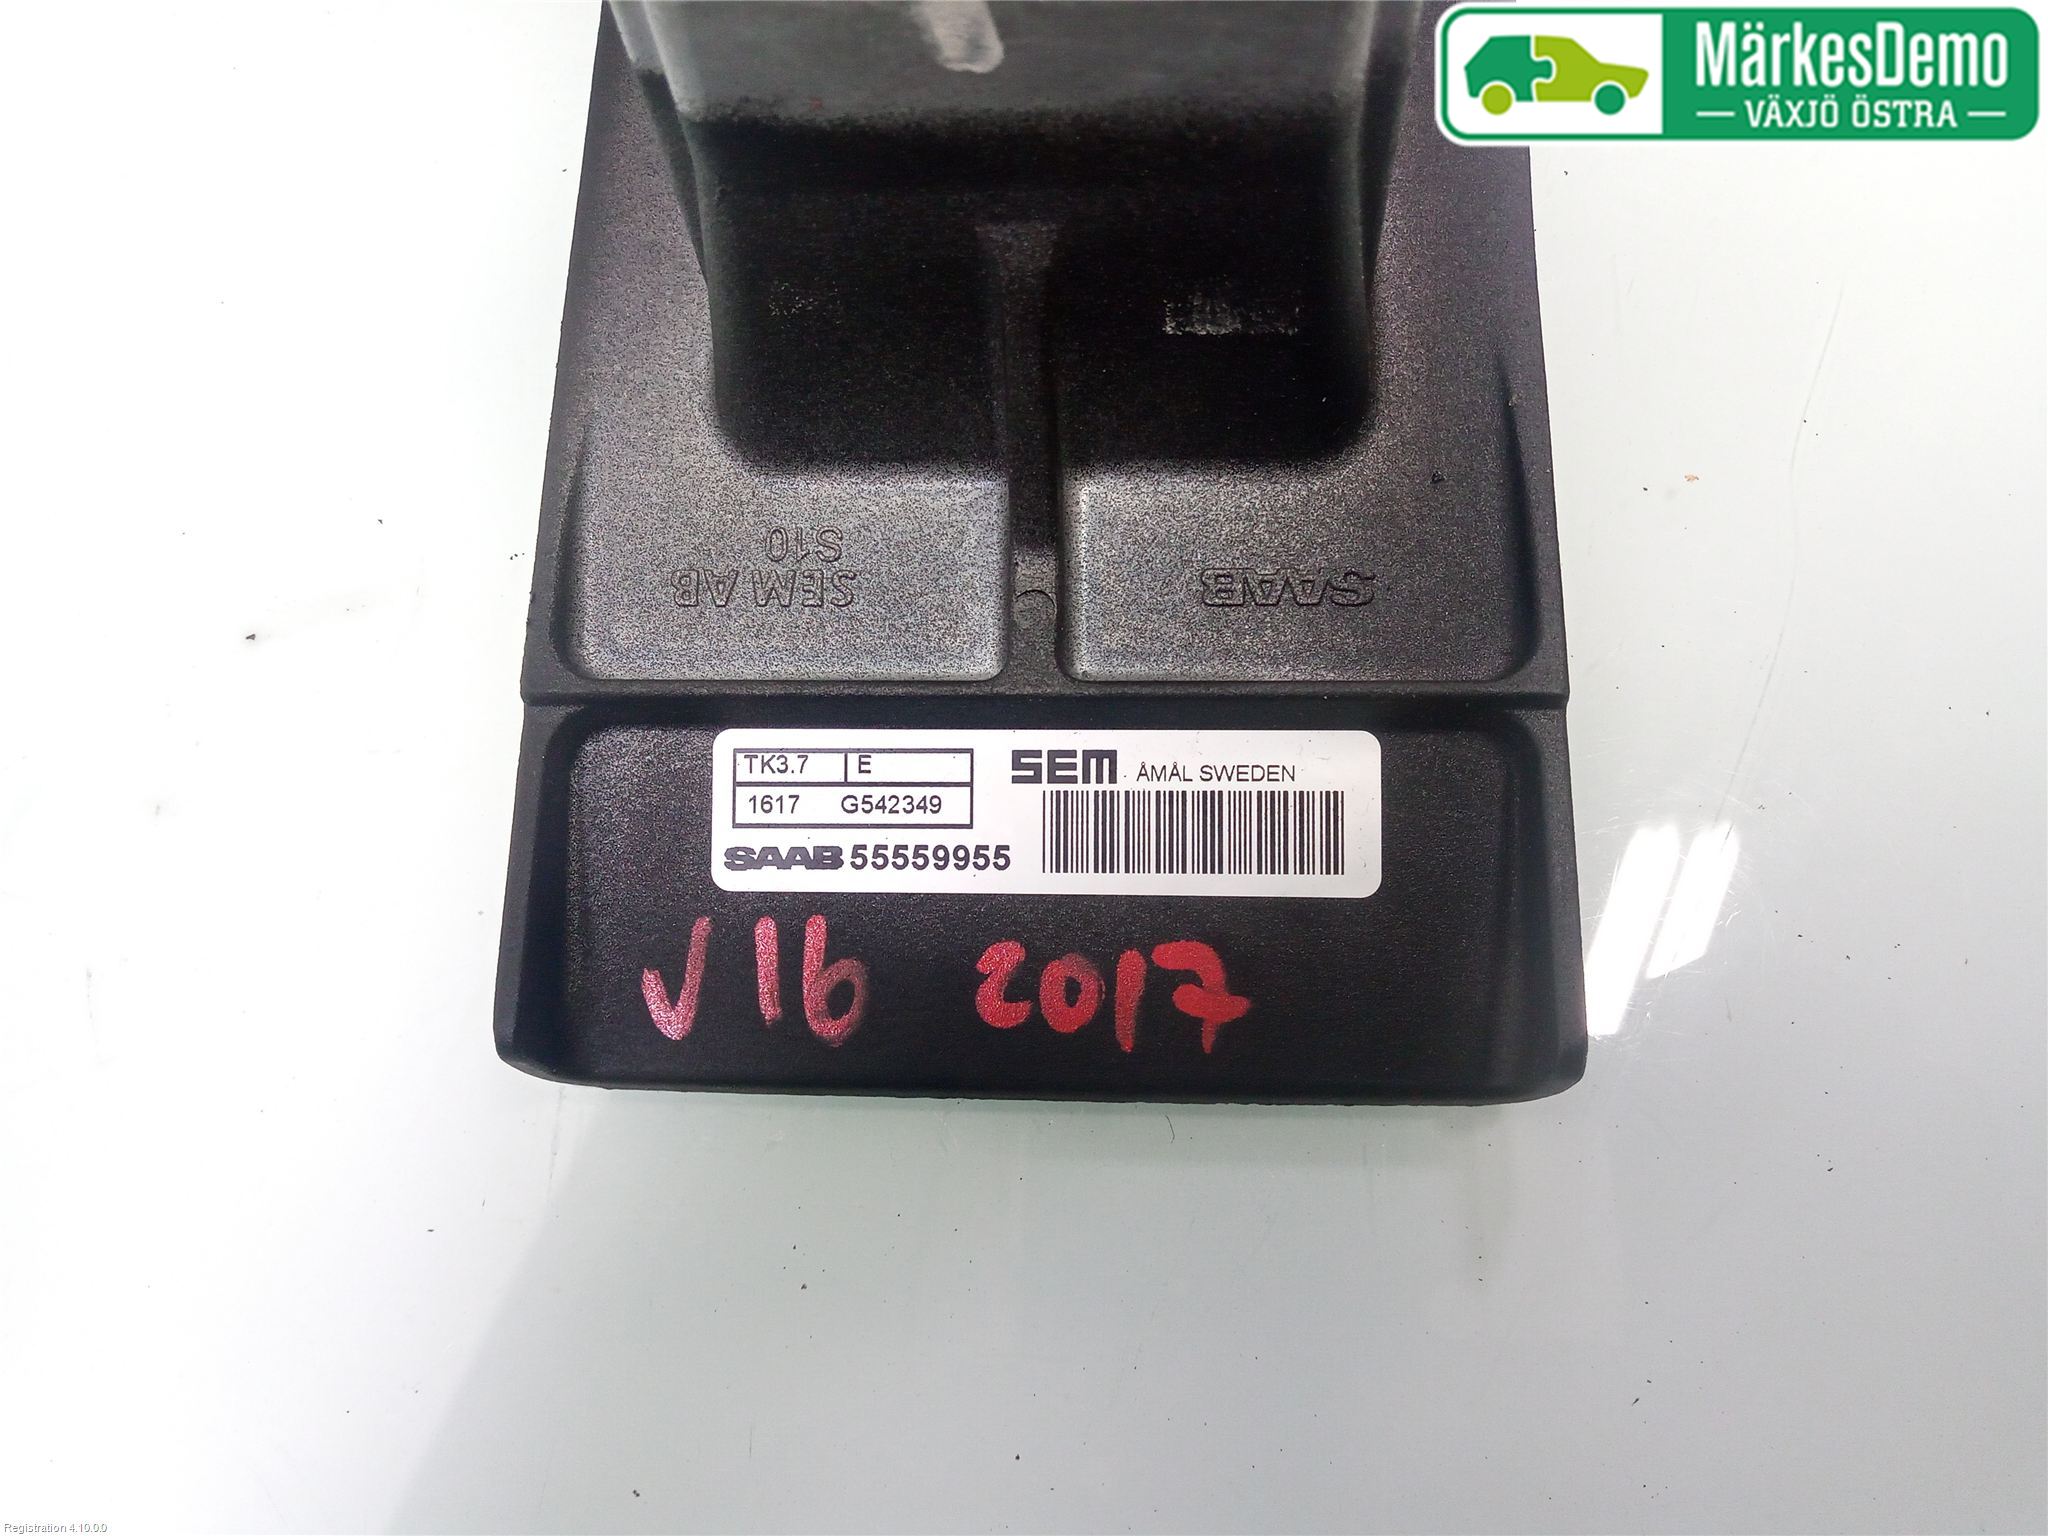 MärkesDemo
VÄXJÖ ÖSTRA
S10
SEM AB
SAAB
TK3.7 E
SEM ÅMÅL SWEDEN
1617 G542349
SAAB 55559955
V16 2017
Registration 4.10.0.0